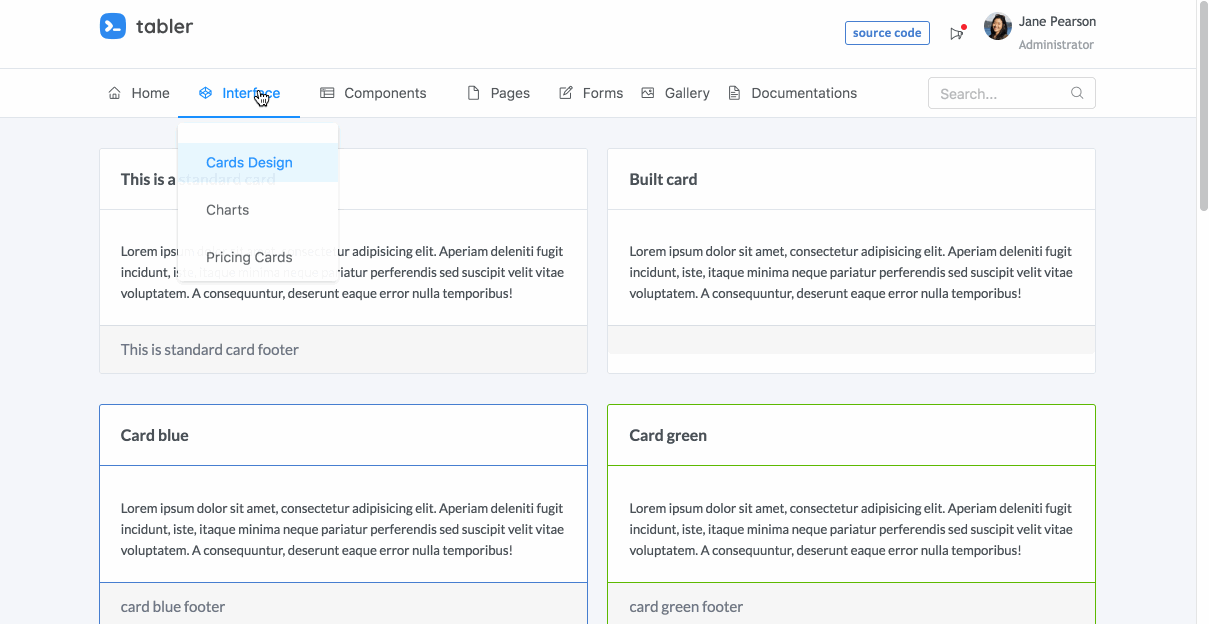 tabler
source code
Jane Pearson
Administrator
Home
Interface
Components
Pages
Forms
Gallery
Documentations
Search...
Cards Design
Charts
Pricing Cards
This is a standard card
Lorem ipsum dolor sit amet, consectetur adipisicing elit. Aperiam deleniti fugit
incidunt, iste, itaque minima neque pariatur perferendis sed suscipit velit vitae
voluptatem. A consequuntur, deserunt eaque error nulla temporibus!
This is standard card footer
Built card
Lorem ipsum dolor sit amet, consectetur adipisicing elit. Aperiam deleniti fugit
incidunt, iste, itaque minima neque pariatur perferendis sed suscipit velit vitae
voluptatem. A consequuntur, deserunt eaque error nulla temporibus!
Card blue
Lorem ipsum dolor sit amet, consectetur adipisicing elit. Aperiam deleniti fugit
incidunt, iste, itaque minima neque pariatur perferendis sed suscipit velit vitae
voluptatem. A consequuntur, deserunt eaque error nulla temporibus!
card blue footer
Card green
Lorem ipsum dolor sit amet, consectetur adipisicing elit. Aperiam deleniti fugit
incidunt, iste, itaque minima neque pariatur perferendis sed suscipit velit vitae
voluptatem. A consequuntur, deserunt eaque error nulla temporibus!
card green footer